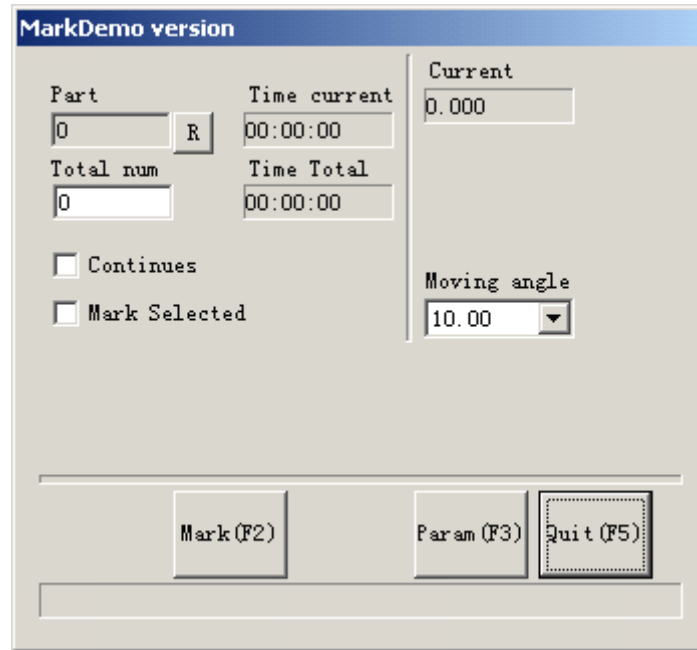 MarkDemo version
Part
Time current
Current
0
R
00:00:00
0.000
Total num
Time Total
0
00:00:00
Continues
Mark Selected
Moving angle
10.00
Mark(F2)
Param(F3)
Quit(F5)